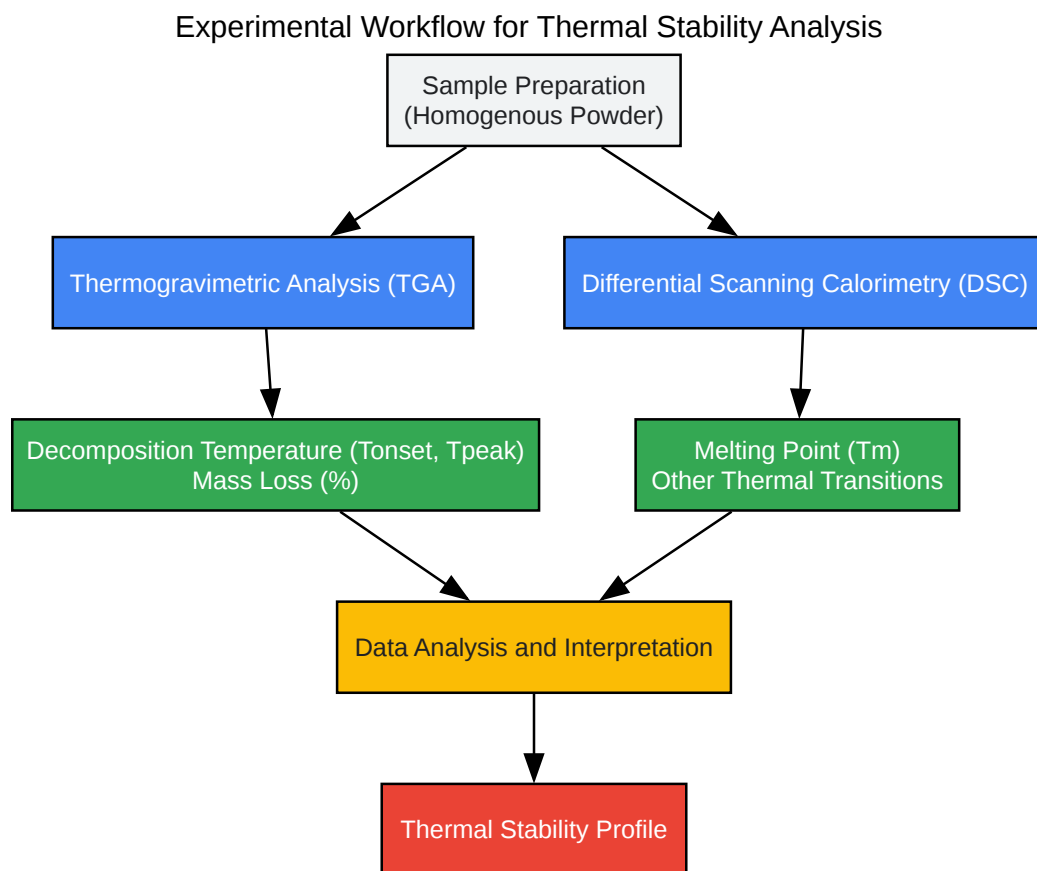 Experimental Workflow for Thermal Stability Analysis
Sample Preparation
(Homogenous Powder)
Thermogravimetric Analysis (TGA)
Differential Scanning Calorimetry (DSC)
Decomposition Temperature (Tonset, Tpeak)
Mass Loss (%)
Melting Point (Tm)
Other Thermal Transitions
Data Analysis and Interpretation
Thermal Stability Profile